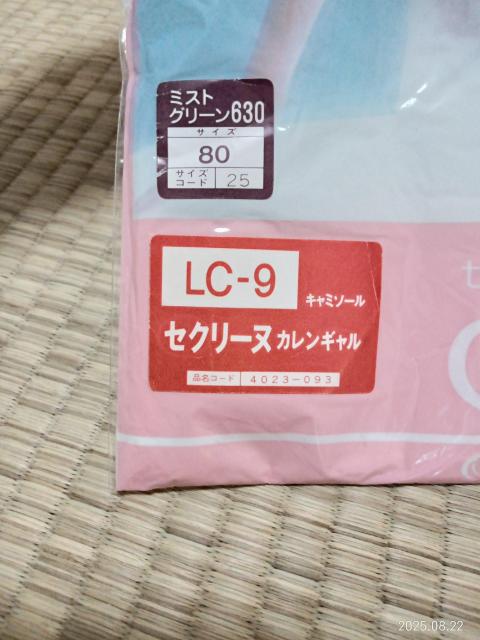 ミスト
グリーン630
サイズ
80
サイズ
コード
25
LC-9
キャミソール
セクリーヌ カレンギャル
品名コード 4023-093
セ
2025.08.22